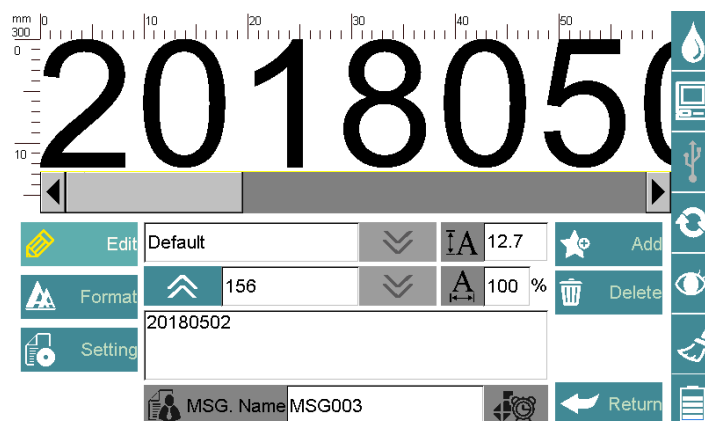 mm
300
0 10 20 30 40 50
0
10
2018050
Edit
Default
12.7
Add
Format
156
A
100 %
Delete
Setting
20180502
MSG. Name MSG003
Return